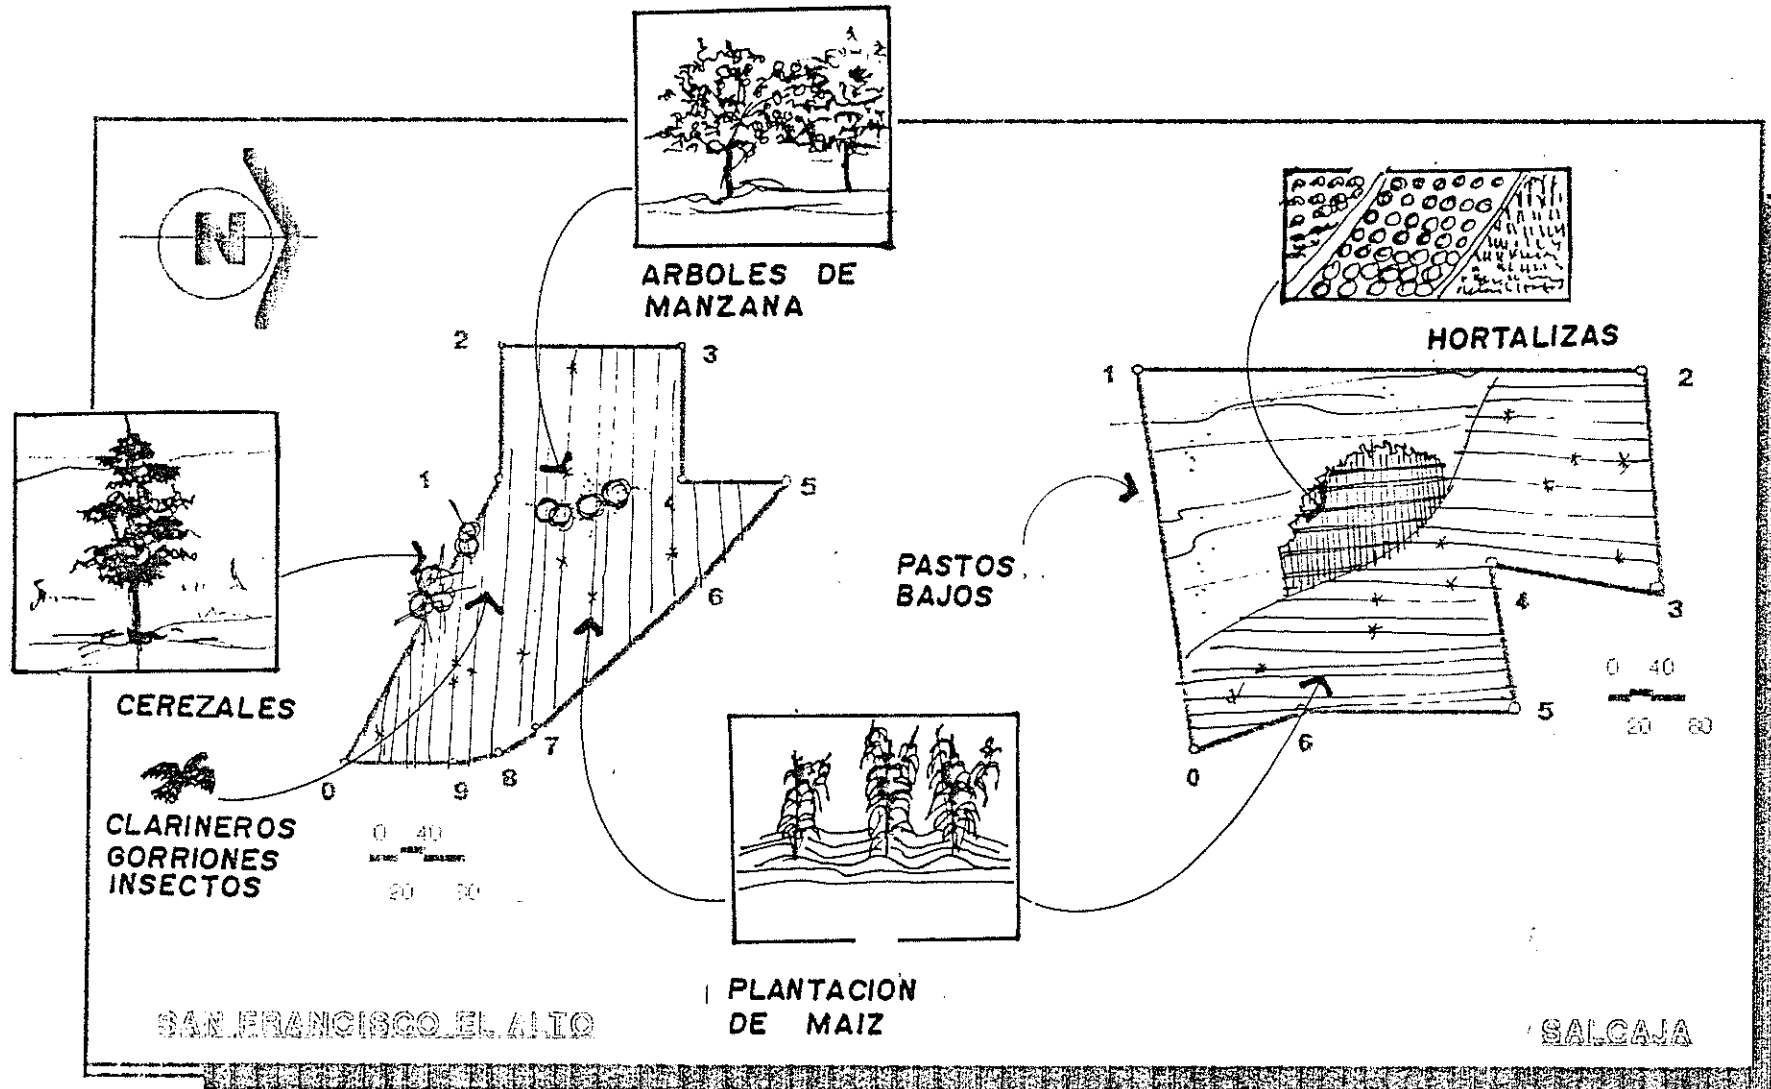 N
ARBOLES DE
MANZANA
HORTALIZAS
2
3
1
4
5
6
7
8
9
0
1
2
3
4
5
6
0
CEREZALES
PASTOS
BAJOS
CLARINEROS
GORRIONES
INSECTOS
0 40
20
0 40
20 80
PLANTACION
DE MAIZ
SAN FRANCISCO EL ALTO
SALCAJA